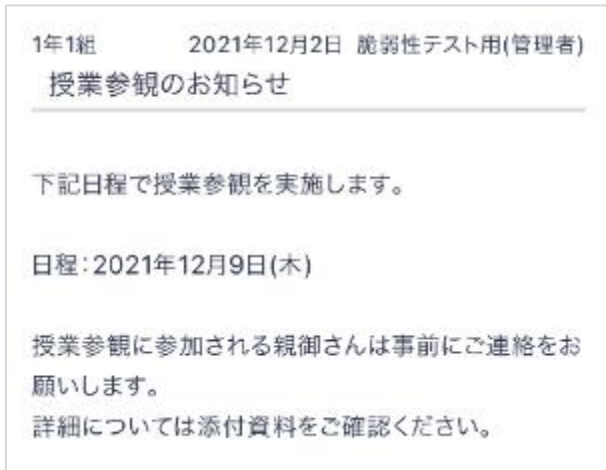 1年1組 2021年12月2日 脆弱性テスト用(管理者)
授業参観のお知らせ
下記日程で授業参観を実施します。
日程:2021年12月9日(木)
授業参観に参加される親御さんは事前にご連絡をお
願いします。
詳細については添付資料をご確認ください。